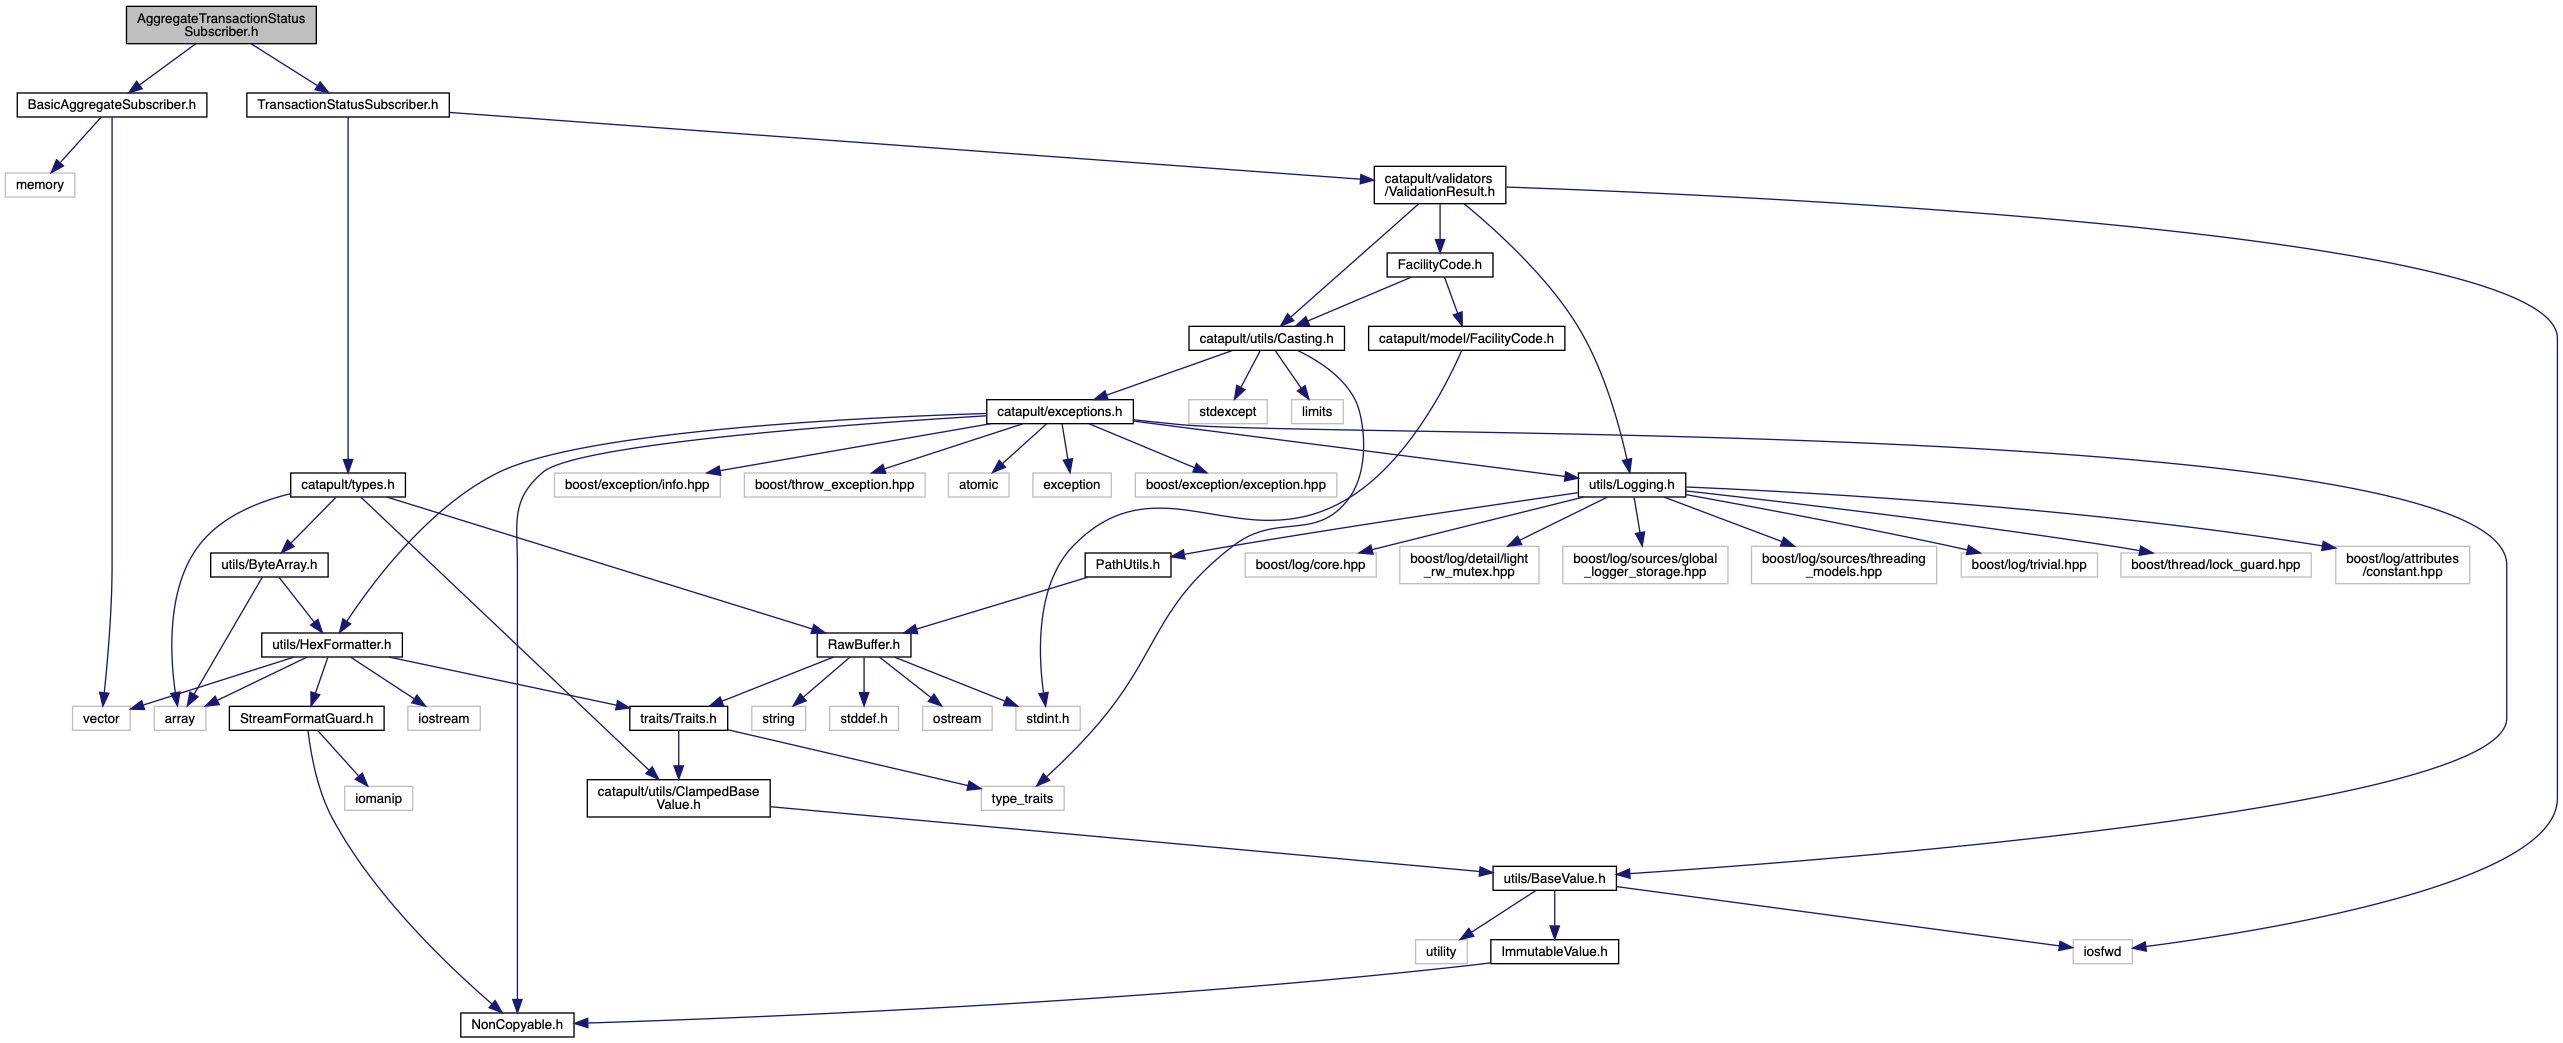 AggregateTransactionStatus
Subscriber.h
BasicAggregateSubscriber.h
TransactionStatusSubscriber.h
memory
catapult/validators
/ValidationResult.h
FacilityCode.h
catapult/utils/Casting.h
catapult/model/FacilityCode.h
catapult/exceptions.h
stdexcept
limits
catapult/types.h
boost/exception/info.hpp
boost/throw_exception.hpp
atomic
exception
boost/exception/exception.hpp
utils/Logging.h
utils/ByteArray.h
PathUtils.h
boost/log/core.hpp
boost/log/detail/light
_rw_mutex.hpp
boost/log/sources/global
_logger_storage.hpp
boost/log/sources/threading
_models.hpp
boost/log/trivial.hpp
boost/thread/lock_guard.hpp
boost/log/attributes
/constant.hpp
utils/HexFormatter.h
RawBuffer.h
vector
array
StreamFormatGuard.h
iostream
traits/Traits.h
string
stddef.h
ostream
stdint.h
iomanip
catapult/utils/ClampedBase
Value.h
type_traits
utils/BaseValue.h
utility
ImmutableValue.h
iosfwd
NonCopyable.h